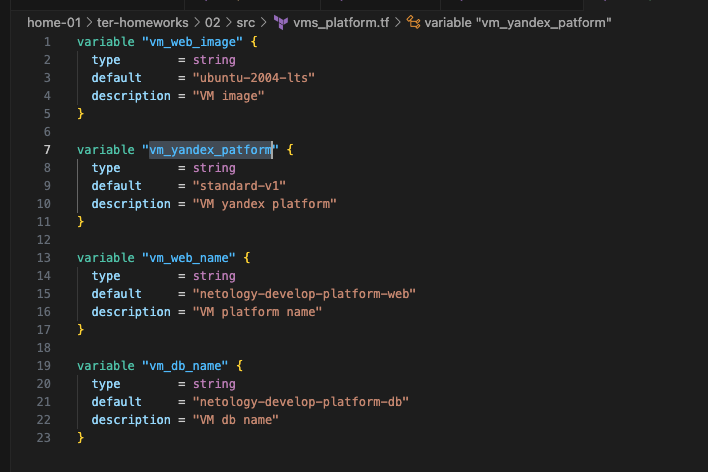 home-01 > ter-homeworks > 02 > src > vms_platform.tf > variable "vm_yandex_patform"
1 variable "vm_web_image" {
2   type        = string
3   default     = "ubuntu-2004-lts"
4   description = "VM image"
5 }
6
7 variable "vm_yandex_patform" {
8   type        = string
9   default     = "standard-v1"
10   description = "VM yandex platform"
11 }
12
13 variable "vm_web_name" {
14   type        = string
15   default     = "netology-develop-platform-web"
16   description = "VM platform name"
17 }
18
19 variable "vm_db_name" {
20   type        = string
21   default     = "netology-develop-platform-db"
22   description = "VM db name"
23 }